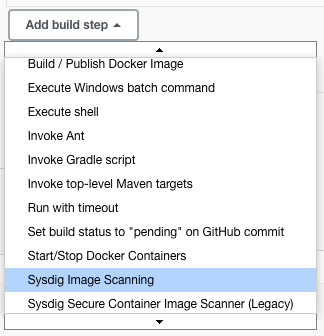 Add build step
Build / Publish Docker Image
Execute Windows batch command
Execute shell
Invoke Ant
Invoke Gradle script
Invoke top-level Maven targets
Run with timeout
Set build status to "pending" on GitHub commit
Start/Stop Docker Containers
Sysdig Image Scanning
Sysdig Secure Container Image Scanner (Legacy)